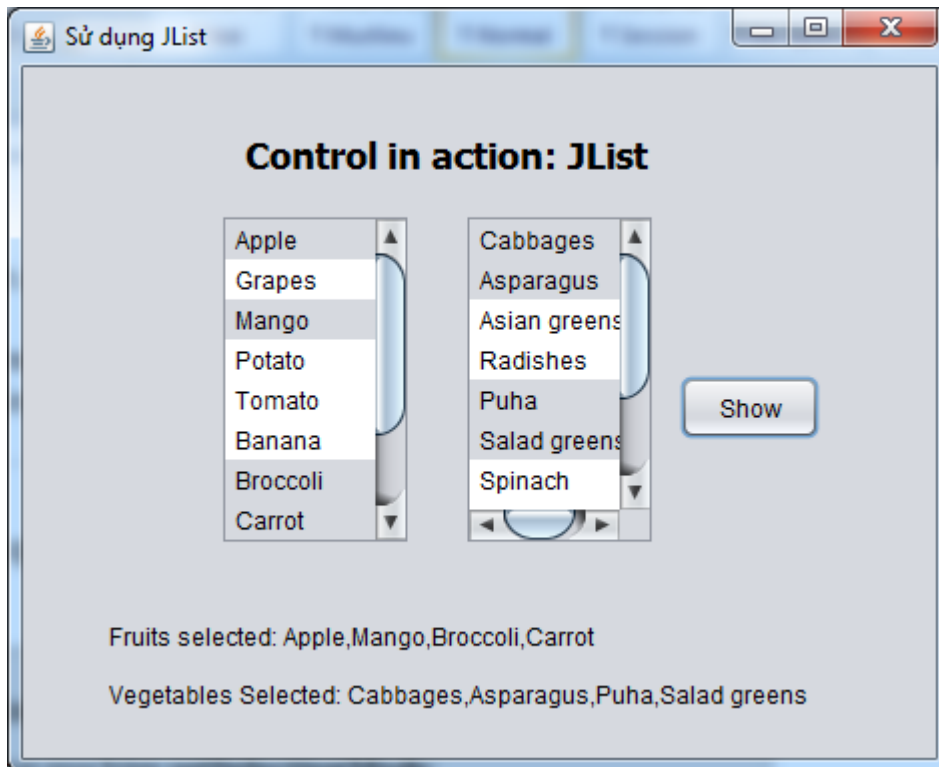 Sử dụng JList
Control in action: JList
Apple
Grapes
Mango
Potato
Tomato
Banana
Broccoli
Carrot
Cabbages
Asparagus
Asian greens
Radishes
Puha
Salad greens
Spinach
Show
Fruits selected: Apple,Mango,Broccoli,Carrot
Vegetables Selected: Cabbages,Asparagus,Puha,Salad greens